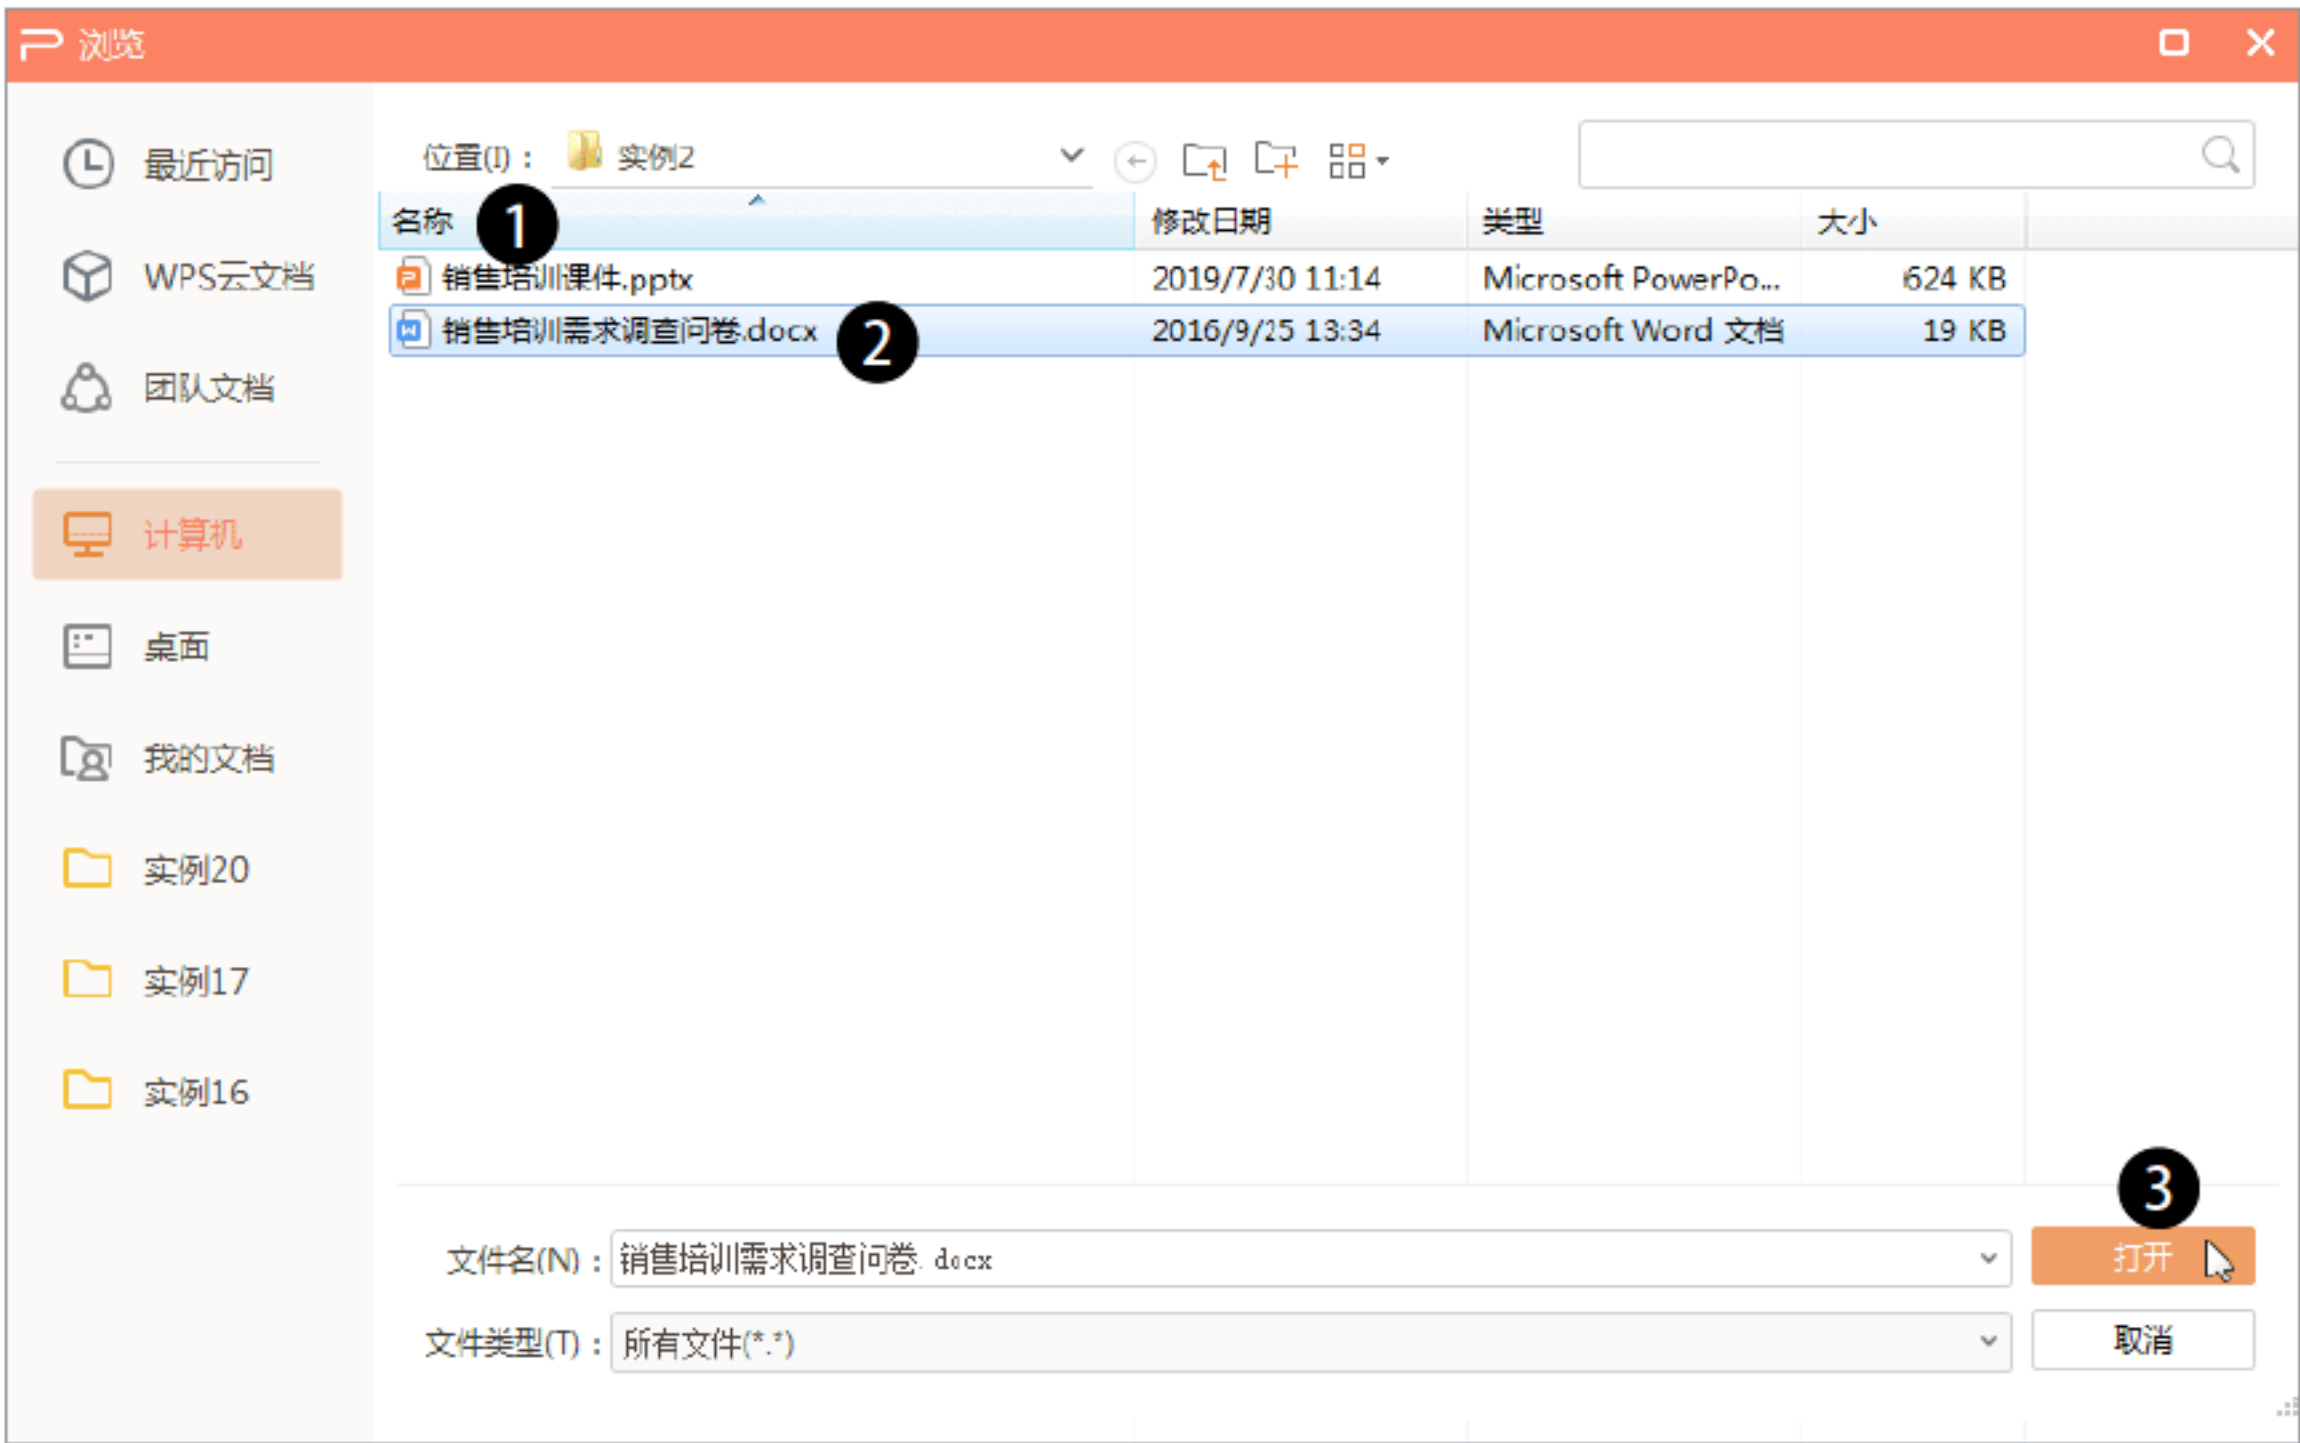 浏览
最近访问
WPS云文档
团队文档
计算机
桌面
我的文档
实例20
实例17
实例16
位置(I)： 实例2
名称 1 修改日期 类型 大小
销售培训课件.pptx 2019/7/30 11:14 Microsoft PowerPo... 624 KB
销售培训需求调查问卷.docx 2 2016/9/25 13:34 Microsoft Word 文档 19 KB
3
文件名(N)： 销售培训需求调查问卷.docx 打开
文件类型(T)： 所有文件(*.*) 取消